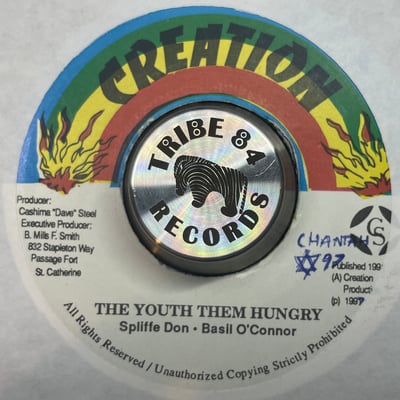 CREATION
TRIBE 84
RECORDS
Producer:
Cashima "Dave" Steel
Executive Producer:
B. Mills F. Smith
832 Stapleton Way
Passage Fort
St. Catherine
CS
CHANTAH
97
Published 199
(A) Creation
Product
(p) 1997
THE YOUTH THEM HUNGRY
Spliffe Don • Basil O'Connor
All Rights Reserved / Unauthorized Copying Strictly Prohibited